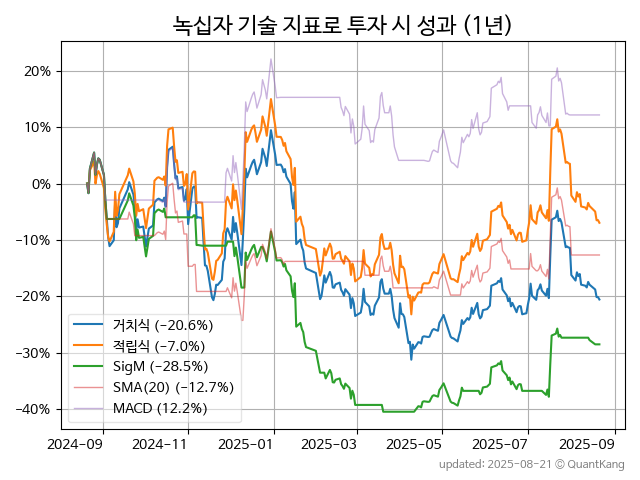 녹십자 기술 지표로 투자 시 성과 (1년)
20%
10%
0%
−10%
−20%
−30%
−40%
거치식 (−20.6%)
적립식 (−7.0%)
SigM (−28.5%)
SMA(20) (−12.7%)
MACD (12.2%)
2024-09 2024-11 2025-01 2025-03 2025-05 2025-07 2025-09
updated: 2025-08-21 © QuantKang